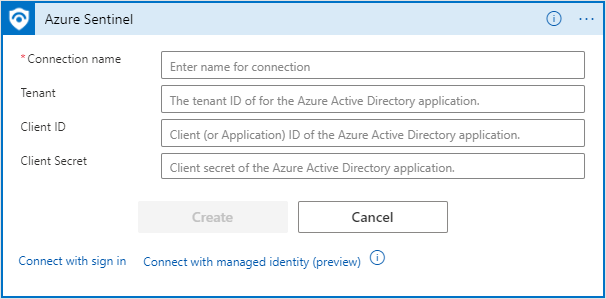 Azure Sentinel
* Connection name
Enter name for connection
Tenant
The tenant ID of for the Azure Active Directory application.
Client ID
Client (or Application) ID of the Azure Active Directory application.
Client Secret
Client secret of the Azure Active Directory application.
Create Cancel
Connect with sign in Connect with managed identity (preview)